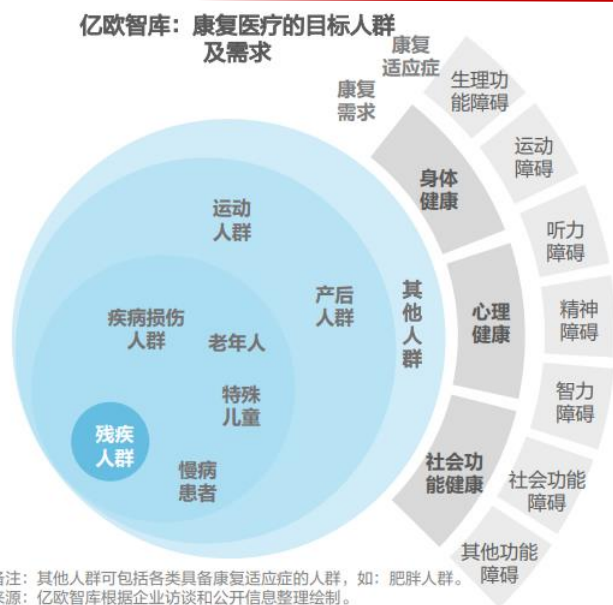 亿欧智库：康复医疗的目标人群
及需求
康复
适应症
康复
需求
生理功
能障碍
运动
障碍
听力
障碍
精神
障碍
智力
障碍
社会功能
障碍
其他功能
障碍
身体
健康
心理
健康
社会功
能健康
运动
人群
产后
人群
其
他
人
群
疾病损伤
人群
老年人
特殊
儿童
残疾
人群
慢病
患者
备注：其他人群可包括各类具备康复适应症的人群，如：肥胖人群。
来源：亿欧智库根据企业访谈和公开信息整理绘制。